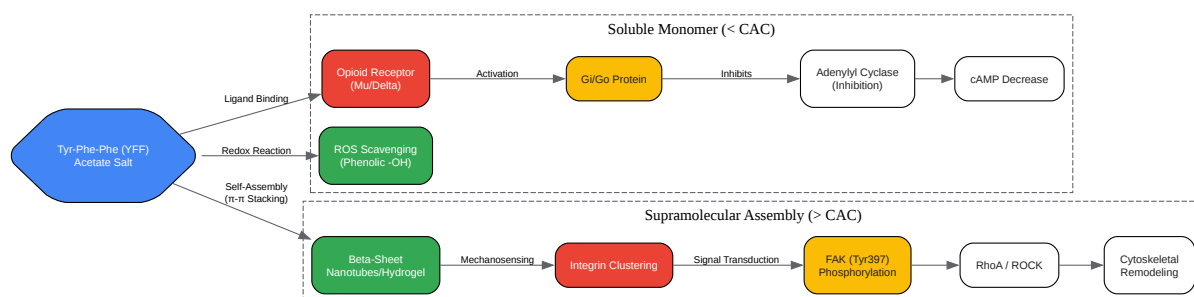 Soluble Monomer (< CAC)
Opioid Receptor
(Mu/Delta)
Activation
Gi/Go Protein
Inhibits
Adenylyl Cyclase
(Inhibition)
cAMP Decrease
Ligand Binding
Tyr-Phe-Phe (YFF)
Acetate Salt
Redox Reaction
ROS Scavenging
(Phenolic -OH)
Self-Assembly
(π-π Stacking)
Supramolecular Assembly (> CAC)
Beta-Sheet
Nanotubes/Hydrogel
Mechanosensing
Integrin Clustering
Signal Transduction
FAK (Tyr397)
Phosphorylation
RhoA / ROCK
Cytoskeletal
Remodeling